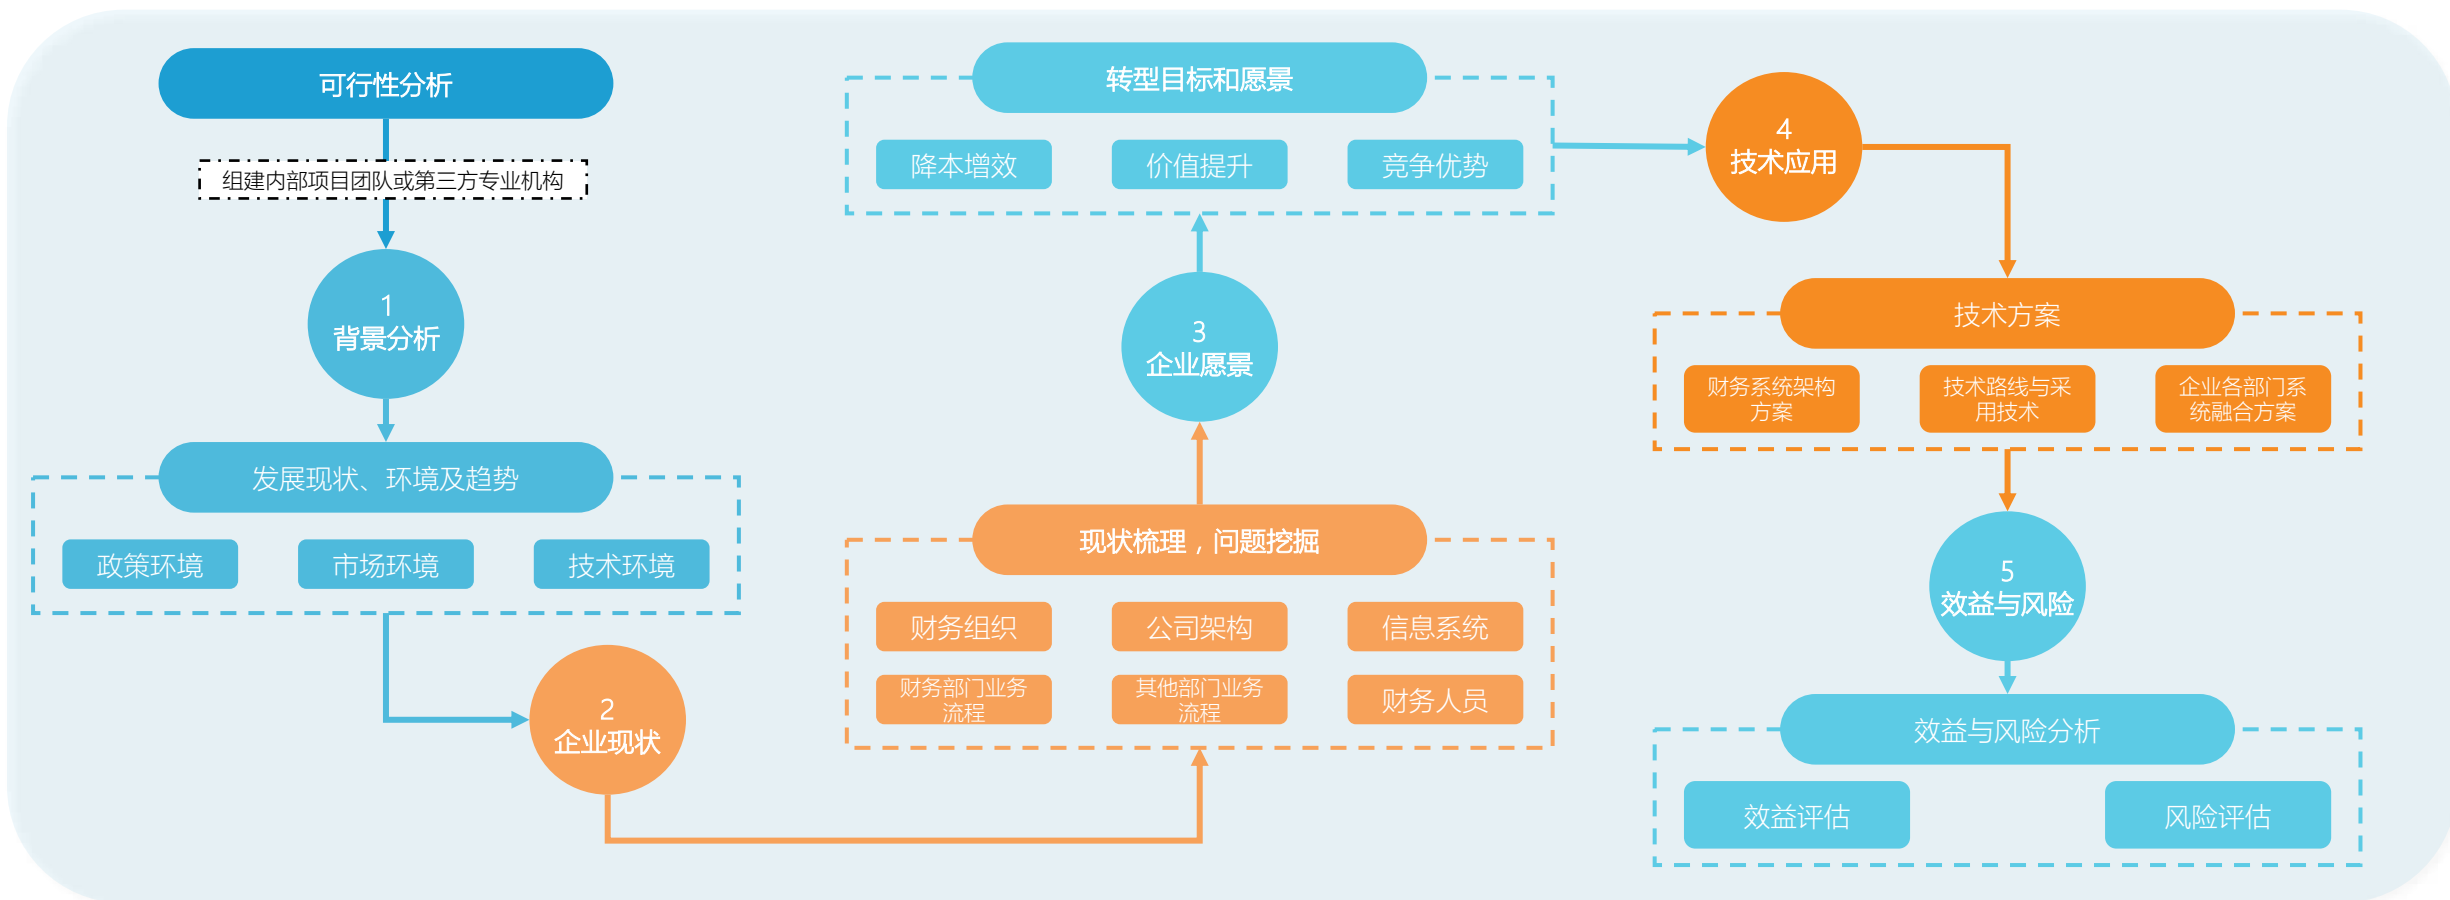 可行性分析
组建内部项目团队或第三方专业机构
1
背景分析
发展现状、环境及趋势
政策环境
市场环境
技术环境
2
企业现状
现状梳理，问题挖掘
财务组织
公司架构
信息系统
财务部门业务
流程
其他部门业务
流程
财务人员
3
企业愿景
转型目标和愿景
降本增效
价值提升
竞争优势
4
技术应用
技术方案
财务系统架构
方案
技术路线与采
用技术
企业各部门系
统融合方案
5
效益与风险
效益与风险分析
效益评估
风险评估